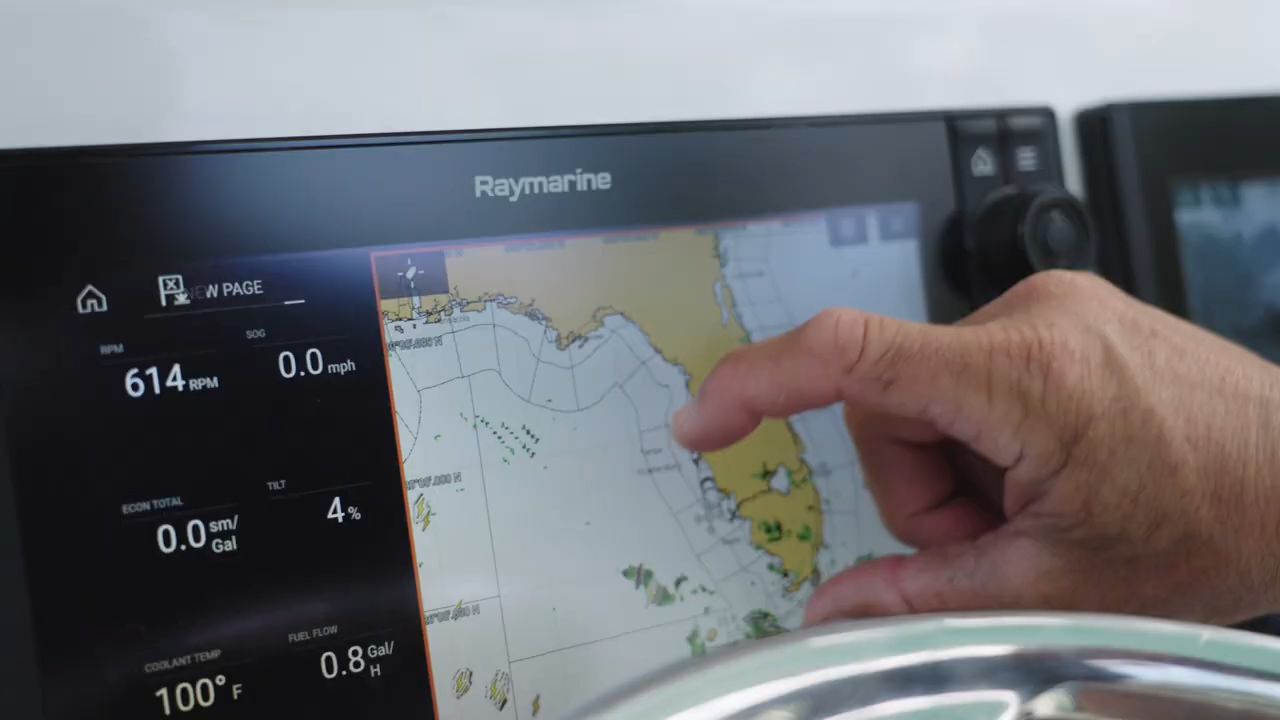 Raymarine
NEW PAGE
RPM
614 RPM
SOG
0.0 mph
ECON TOTAL
0.0 sm/
Gal
TILT
4 %
COOLANT TEMP
100° F
FUEL FLOW
0.8 Gal/
H